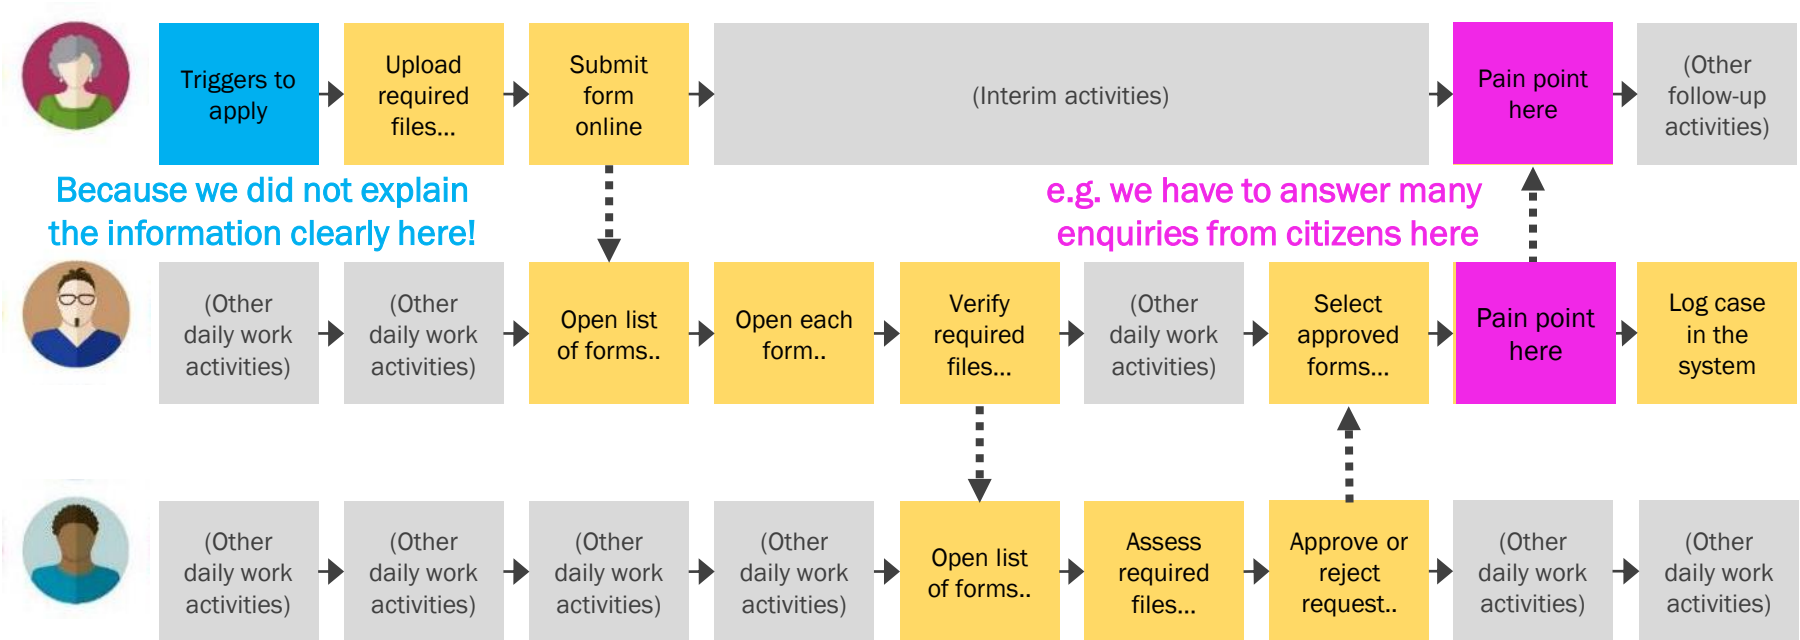 Triggers to
apply
Upload
required
files...
Submit
form
online
(Interim activities)
Pain point
here
(Other
follow-up
activities)
Because we did not explain
the information clearly here!
e.g. we have to answer many
enquiries from citizens here
(Other
daily work
activities)
(Other
daily work
activities)
Open list
of forms..
Open each
form..
Verify
required
files...
(Other
daily work
activities)
Select
approved
forms...
Pain point
here
Log case
in the
system
(Other
daily work
activities)
(Other
daily work
activities)
(Other
daily work
activities)
(Other
daily work
activities)
Open list
of forms..
Assess
required
files...
Approve or
reject
request..
(Other
daily work
activities)
(Other
daily work
activities)